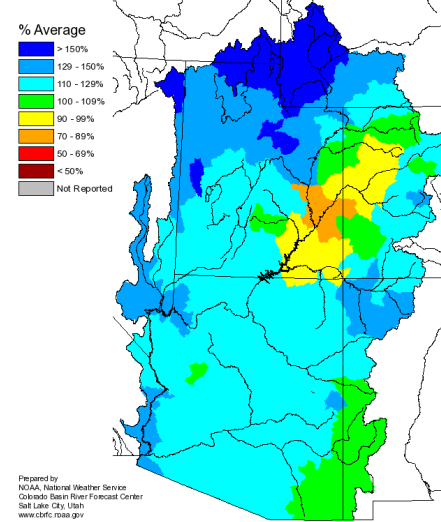 % Average
> 150%
129 - 150%
110 - 129%
100 - 109%
90 - 99%
70 - 89%
50 - 69%
< 50%
Not Reported
Prepared by
NOAA, National Weather Service
Colorado Basin River Forecast Center
Salt Lake City, Utah
www.cbrfc.noaa.gov